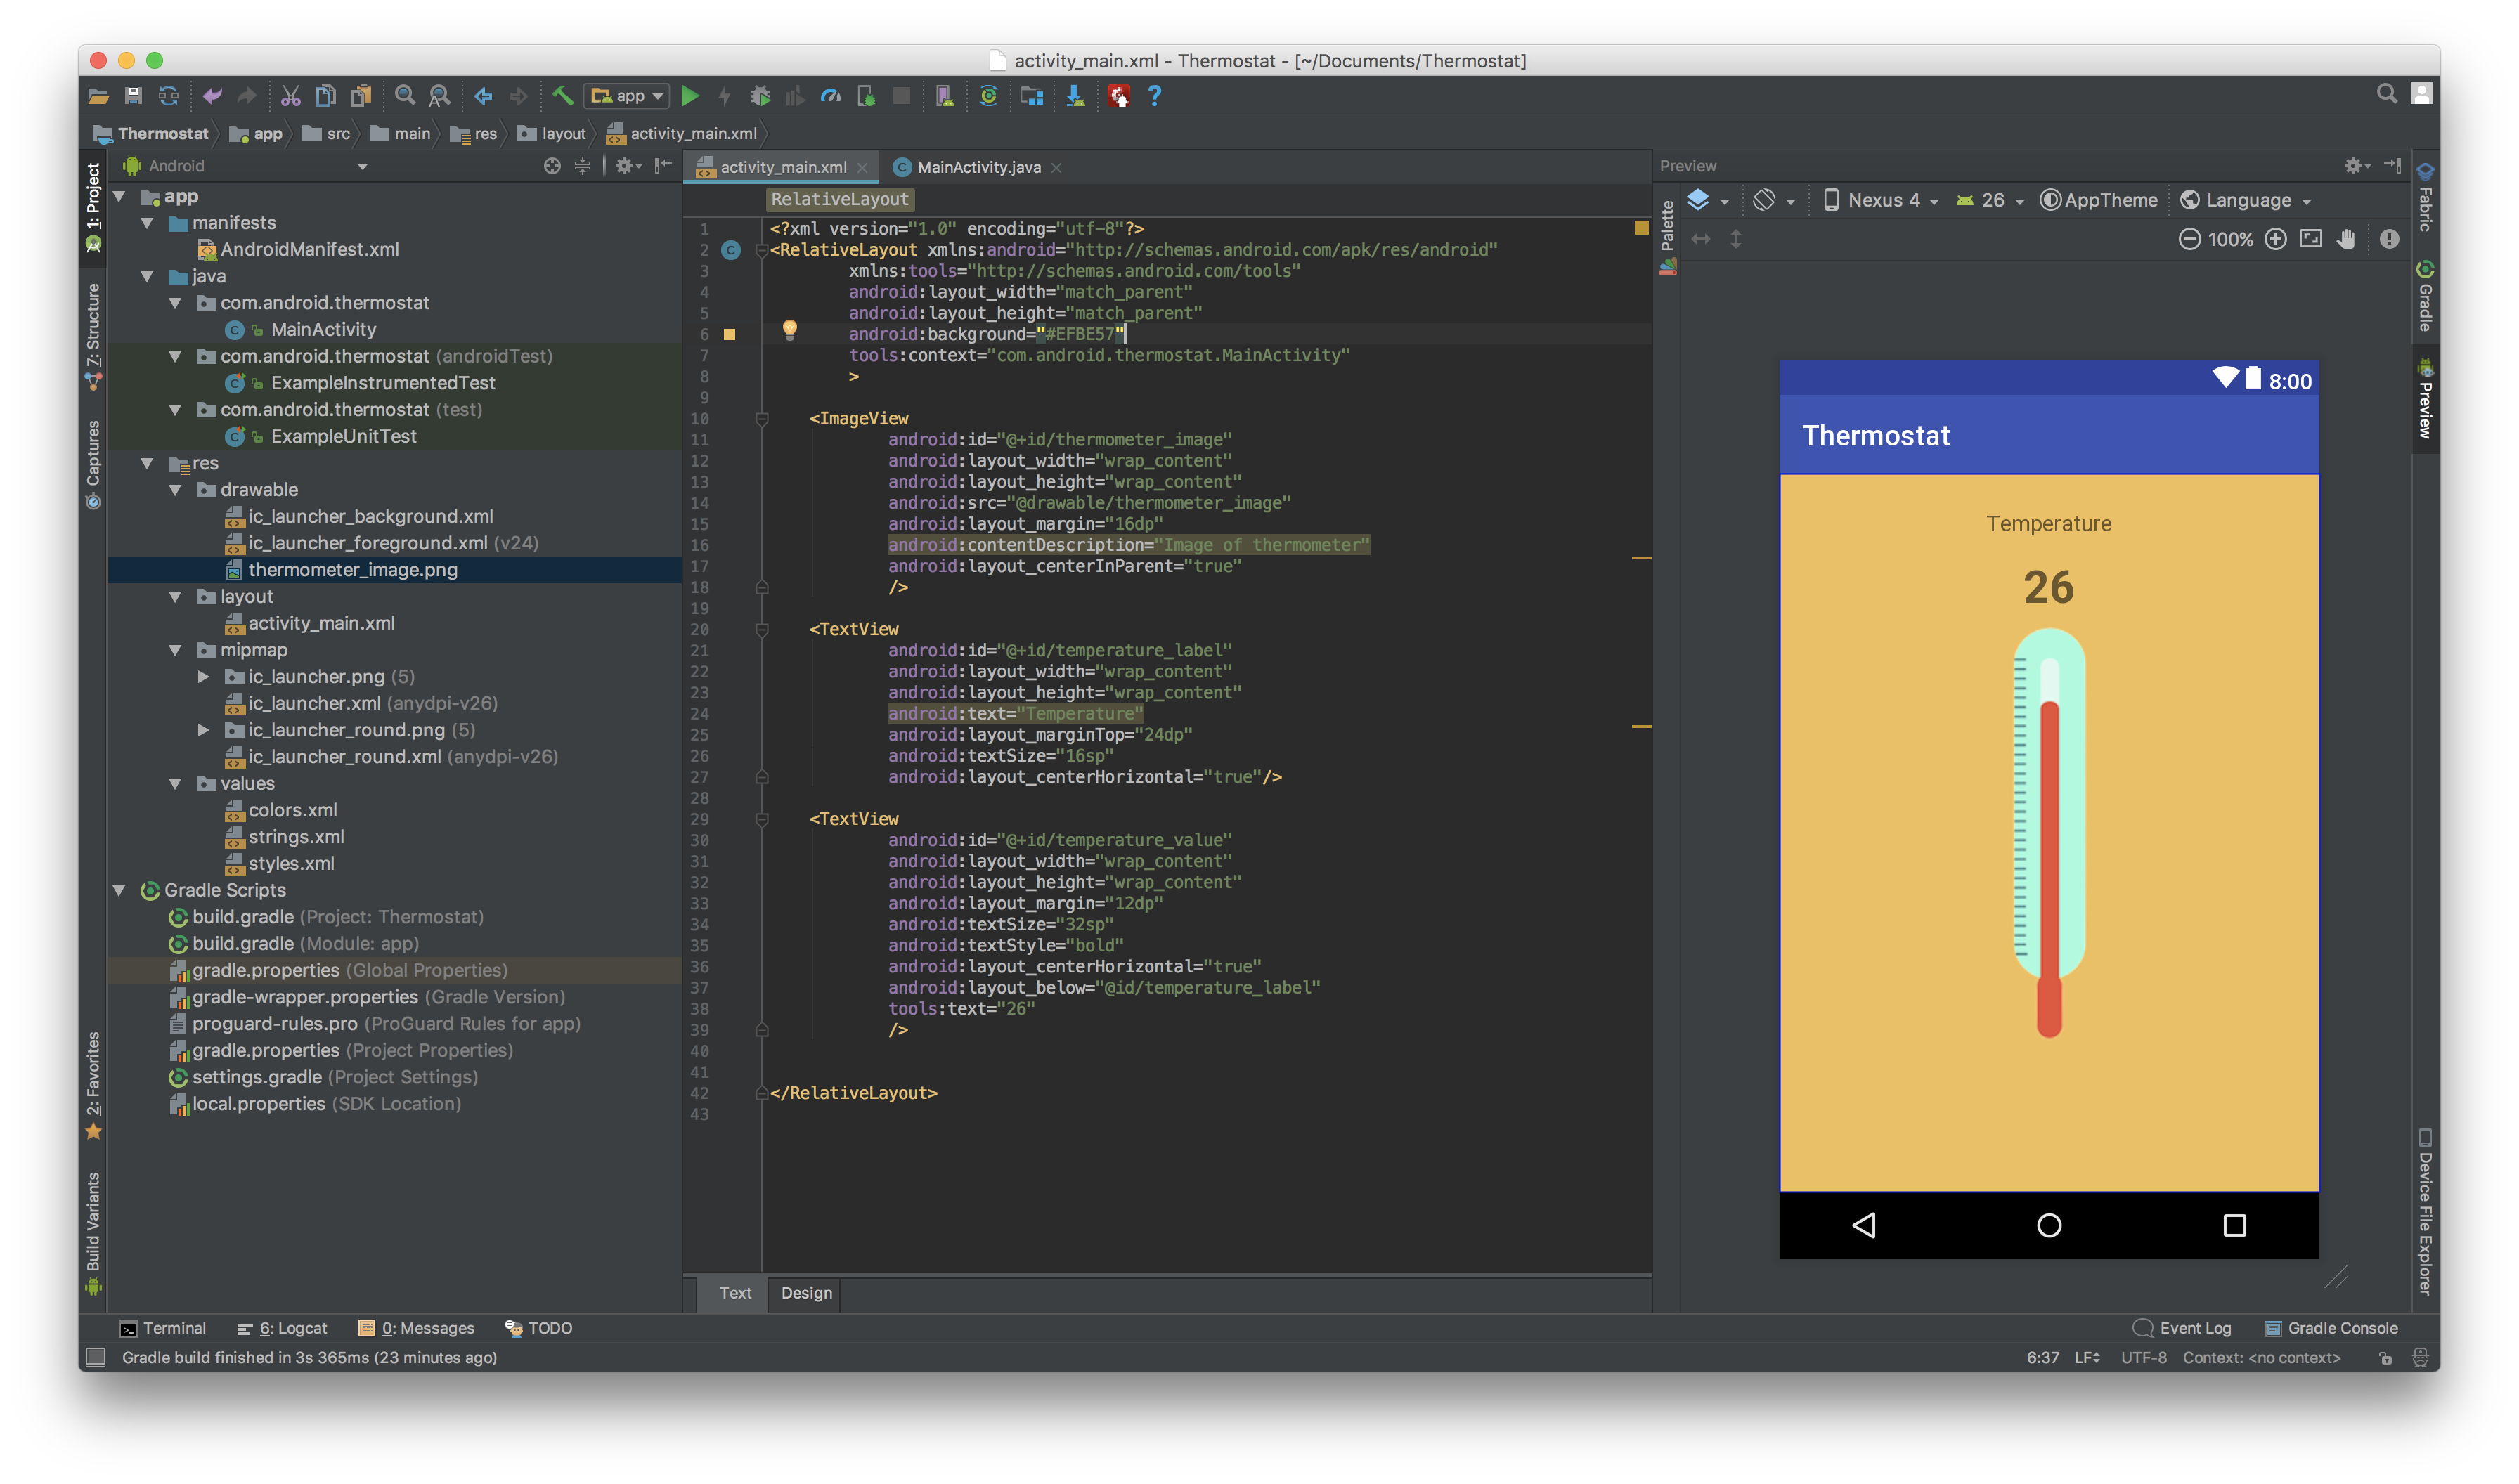 activity_main.xml - Thermostat - [~/Documents/Thermostat]
app
Thermostat app src main res layout activity_main.xml
1: Project
Z: Structure
Captures
2: Favorites
Build Variants
Android
app
manifests
AndroidManifest.xml
java
com.android.thermostat
MainActivity
com.android.thermostat (androidTest)
ExampleInstrumentedTest
com.android.thermostat (test)
ExampleUnitTest
res
drawable
ic_launcher_background.xml
ic_launcher_foreground.xml (v24)
thermometer_image.png
layout
activity_main.xml
mipmap
ic_launcher.png (5)
ic_launcher.xml (anydpi-v26)
ic_launcher_round.png (5)
ic_launcher_round.xml (anydpi-v26)
values
colors.xml
strings.xml
styles.xml
Gradle Scripts
build.gradle (Project: Thermostat)
build.gradle (Module: app)
gradle.properties (Global Properties)
gradle-wrapper.properties (Gradle Version)
proguard-rules.pro (ProGuard Rules for app)
gradle.properties (Project Properties)
settings.gradle (Project Settings)
local.properties (SDK Location)
activity_main.xml MainActivity.java
RelativeLayout
1 <?xml version="1.0" encoding="utf-8"?>
2 <RelativeLayout xmlns:android="http://schemas.android.com/apk/res/android"
3 xmlns:tools="http://schemas.android.com/tools"
4 android:layout_width="match_parent"
5 android:layout_height="match_parent"
6 android:background="#EFBE57"
7 tools:context="com.android.thermostat.MainActivity"
8 >
9
10 <ImageView
11 android:id="@+id/thermometer_image"
12 android:layout_width="wrap_content"
13 android:layout_height="wrap_content"
14 android:src="@drawable/thermometer_image"
15 android:layout_margin="16dp"
16 android:contentDescription="Image of thermometer"
17 android:layout_centerInParent="true"
18 />
19
20 <TextView
21 android:id="@+id/temperature_label"
22 android:layout_width="wrap_content"
23 android:layout_height="wrap_content"
24 android:text="Temperature"
25 android:layout_marginTop="24dp"
26 android:textSize="16sp"
27 android:layout_centerHorizontal="true"/>
28
29 <TextView
30 android:id="@+id/temperature_value"
31 android:layout_width="wrap_content"
32 android:layout_height="wrap_content"
33 android:layout_margin="12dp"
34 android:textSize="32sp"
35 android:textStyle="bold"
36 android:layout_centerHorizontal="true"
37 android:layout_below="@id/temperature_label"
38 tools:text="26"
39 />
40
41
42 </RelativeLayout>
43
Text Design
Preview
Palette
Nexus 4 26 AppTheme Language
100%
8:00
Thermostat
Temperature
26
Fabric
Gradle
Preview
Device File Explorer
Terminal 6: Logcat 0: Messages TODO Event Log Gradle Console
Gradle build finished in 3s 365ms (23 minutes ago) 6:37 LF UTF-8 Context: <no context>